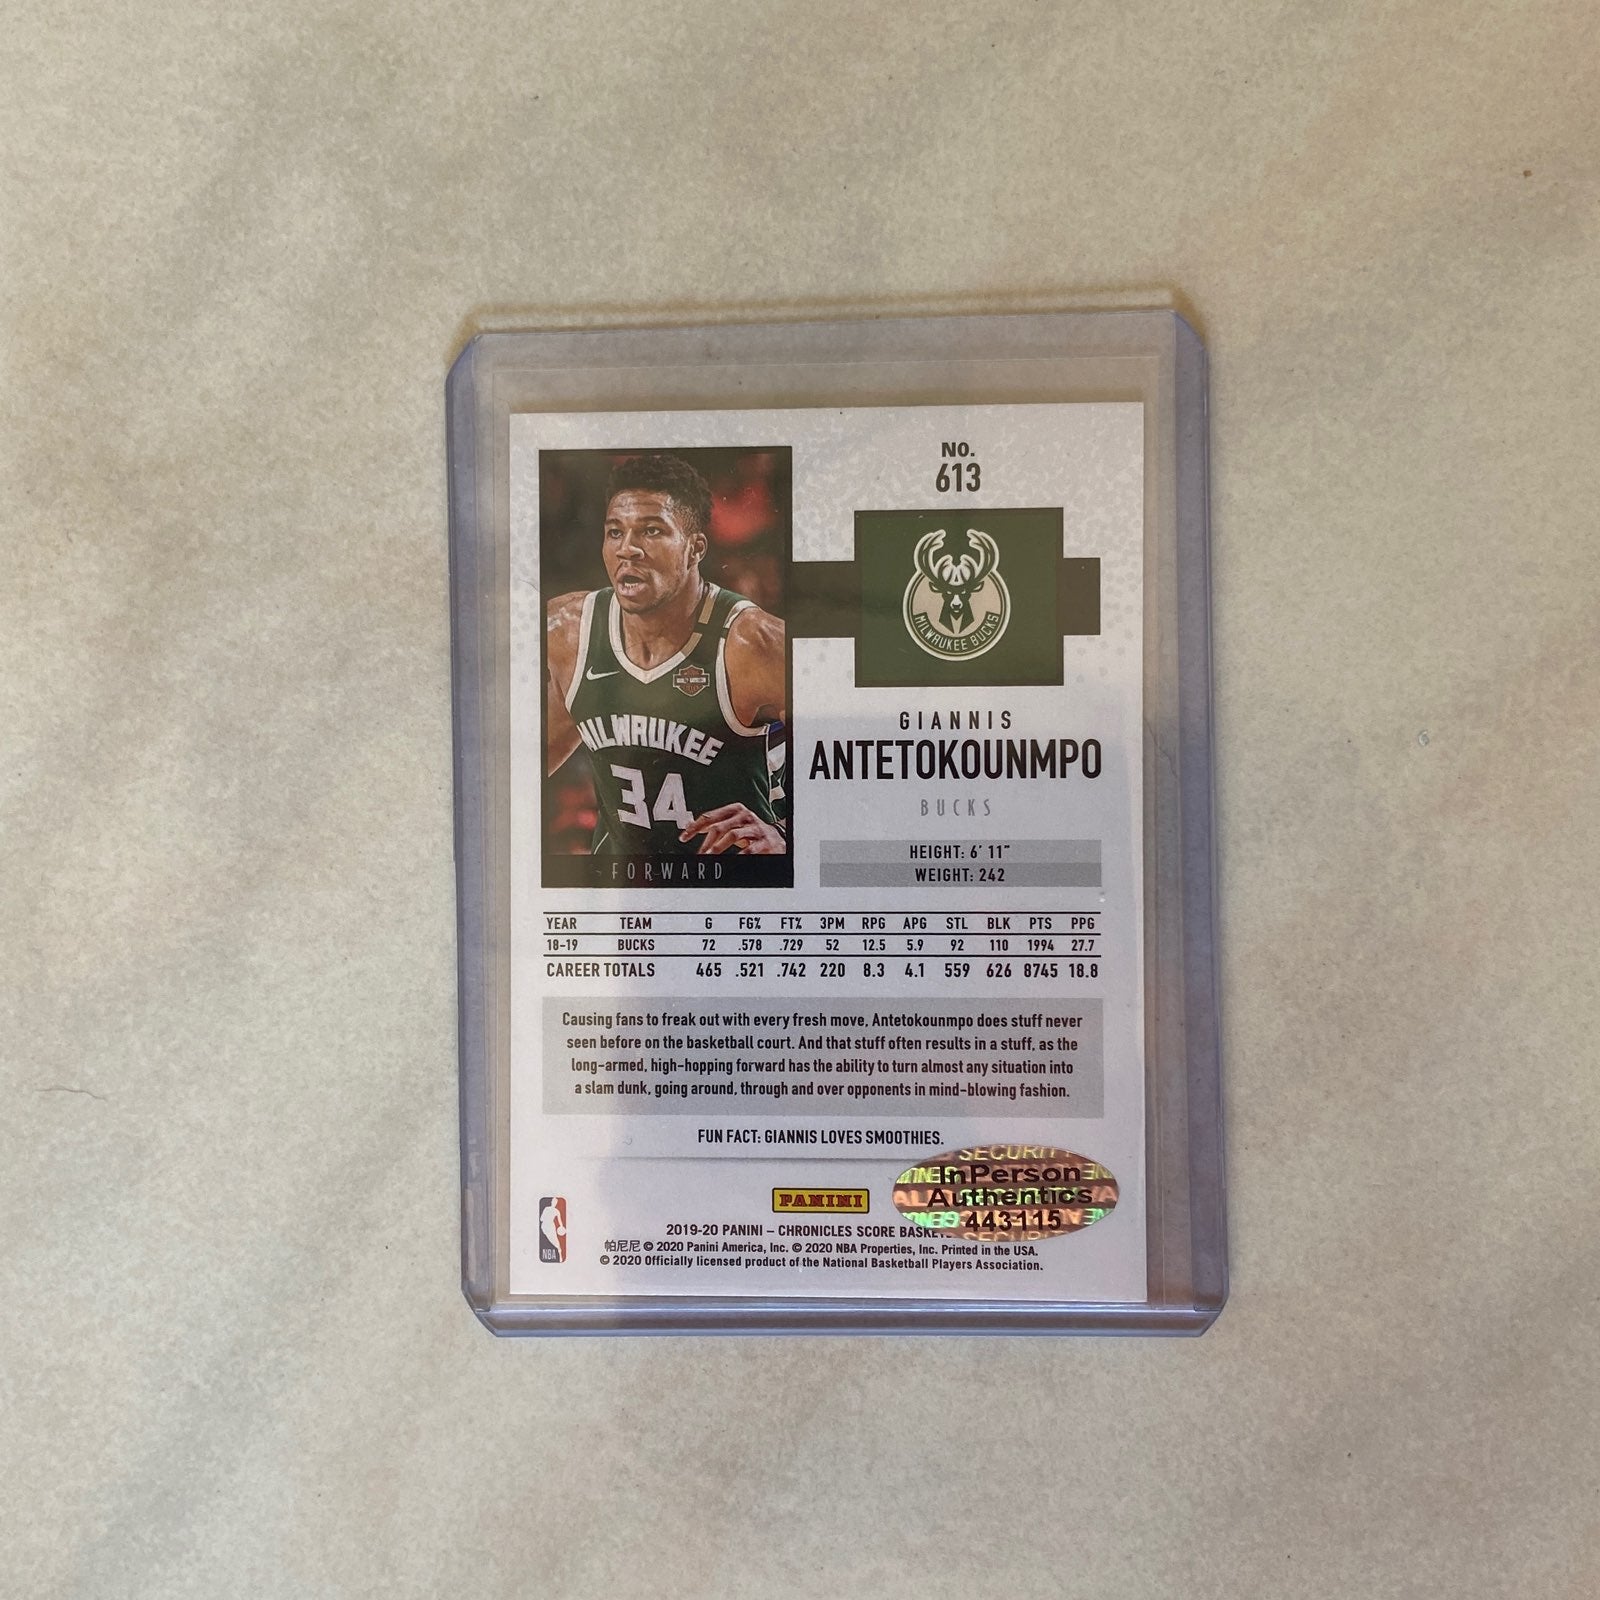 NO.
613
MILWAUKEE BUCKS
MILWAUKEE
34
FORWARD
GIANNIS
ANTETOKOUNMPO
BUCKS
HEIGHT: 6' 11"
WEIGHT: 242
YEAR TEAM G FG% FT% 3PM RPG APG STL BLK PTS PPG
18-19 BUCKS 72 .578 .729 52 12.5 5.9 92 110 1994 27.7
CAREER TOTALS 465 .521 .742 220 8.3 4.1 559 626 8745 18.8
Causing fans to freak out with every fresh move, Antetokounmpo does stuff never
seen before on the basketball court. And that stuff often results in a stuff, as the
long-armed, high-hopping forward has the ability to turn almost any situation into
a slam dunk, going around, through and over opponents in mind-blowing fashion.
FUN FACT: GIANNIS LOVES SMOOTHIES.
InPerson
Authentics
443115
PANINI
NBA
2019-20 PANINI – CHRONICLES SCORE BASKE
帕尼尼 © 2020 Panini America, Inc. © 2020 NBA Properties, Inc. Printed in the USA.
© 2020 Officially licensed product of the National Basketball Players Association.